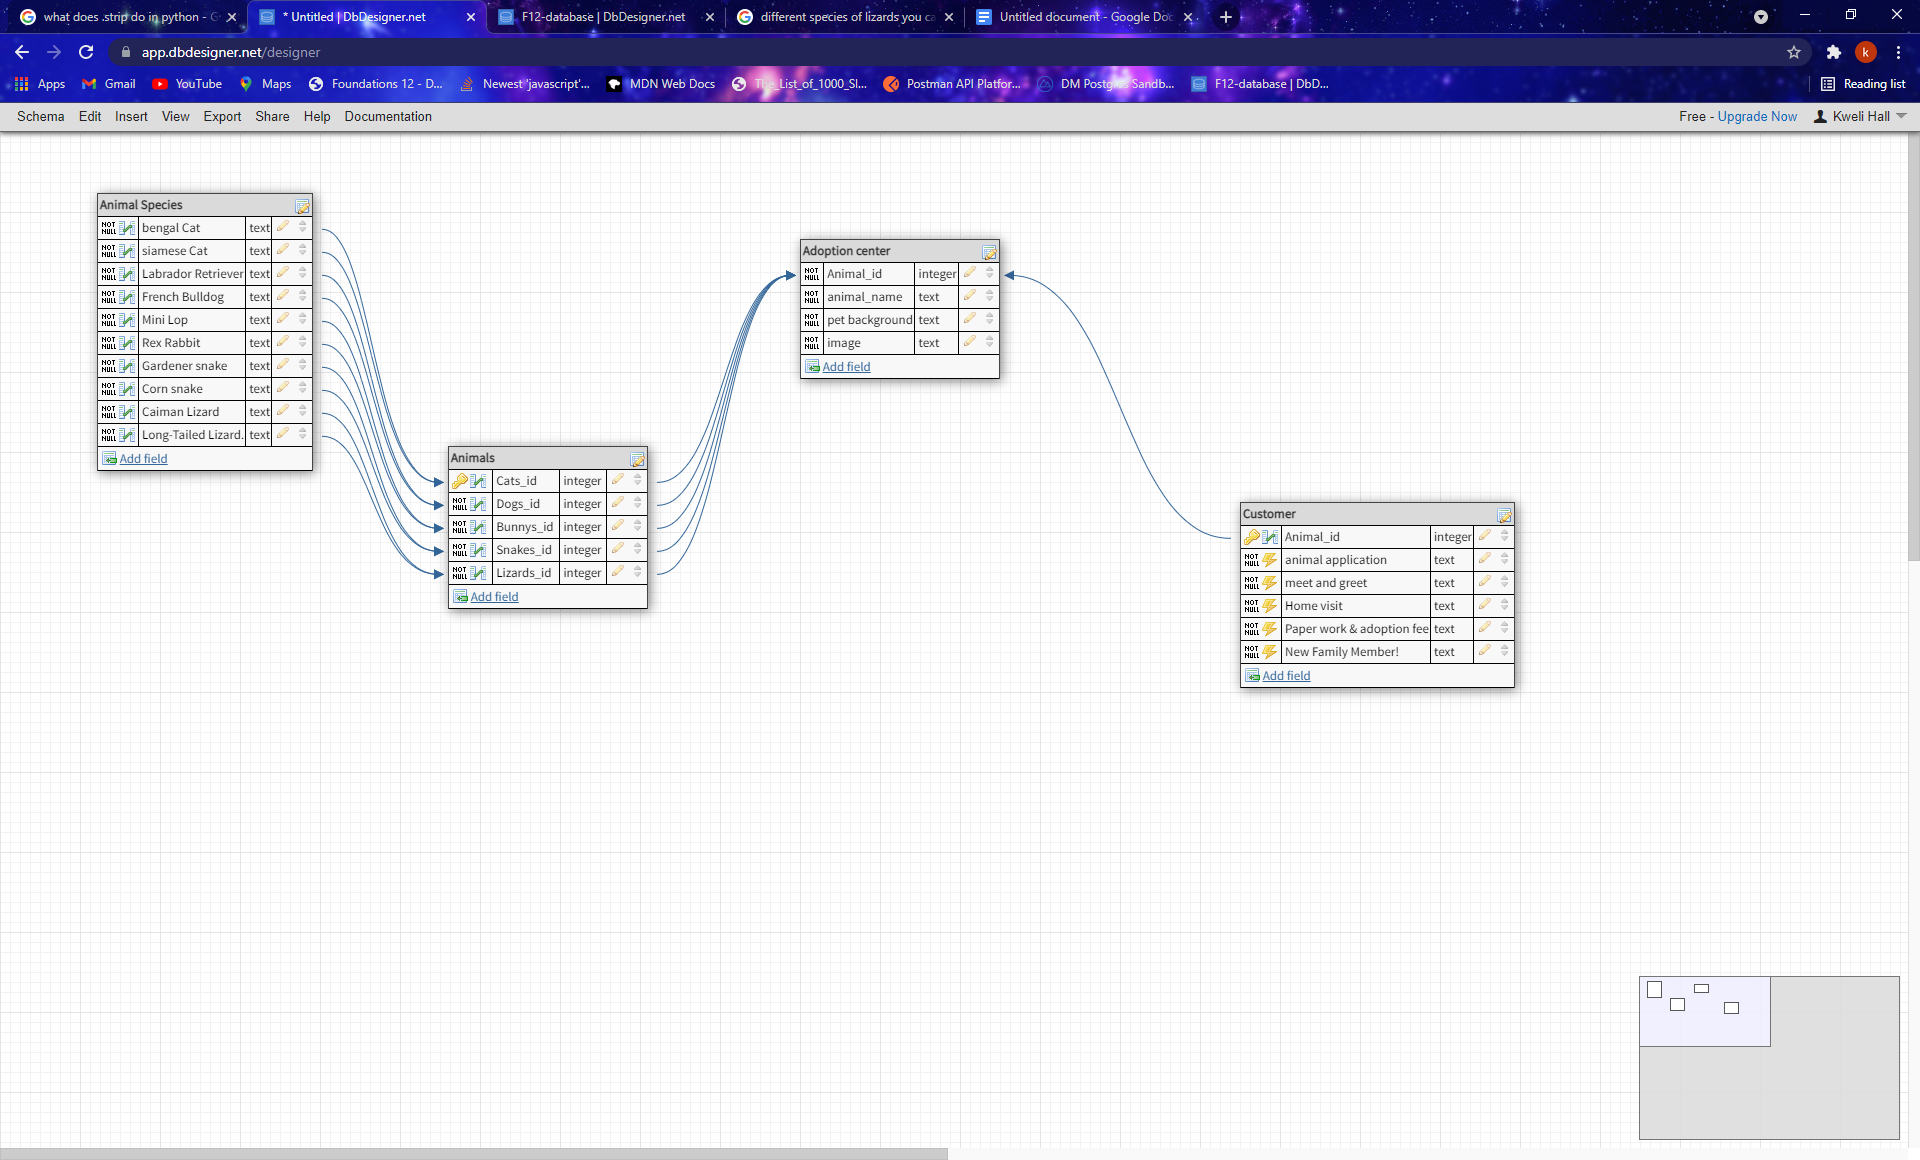 what does .strip do in python - G
* Untitled | DbDesigner.net
F12-database | DbDesigner.net
different species of lizards you ca
Untitled document - Google Doc
app.dbdesigner.net/designer
k
Apps
Gmail
YouTube
Maps
Foundations 12 - D...
Newest 'javascript'...
MDN Web Docs
The_List_of_1000_Sl...
Postman API Platfor...
DM Postgres Sandb...
F12-database | DbD...
Reading list
Schema Edit Insert View Export Share Help Documentation
Free - Upgrade Now
Kweli Hall
Animal Species
NOT NULL bengal Cat text
NOT NULL siamese Cat text
NOT NULL Labrador Retriever text
NOT NULL French Bulldog text
NOT NULL Mini Lop text
NOT NULL Rex Rabbit text
NOT NULL Gardener snake text
NOT NULL Corn snake text
NOT NULL Caiman Lizard text
NOT NULL Long-Tailed Lizard. text
Add field
Animals
Cats_id integer
NOT NULL Dogs_id integer
NOT NULL Bunnys_id integer
NOT NULL Snakes_id integer
NOT NULL Lizards_id integer
Add field
Adoption center
NOT NULL Animal_id integer
NOT NULL animal_name text
NOT NULL pet background text
NOT NULL image text
Add field
Customer
Animal_id integer
NOT NULL animal application text
NOT NULL meet and greet text
NOT NULL Home visit text
NOT NULL Paper work & adoption fee text
NOT NULL New Family Member! text
Add field